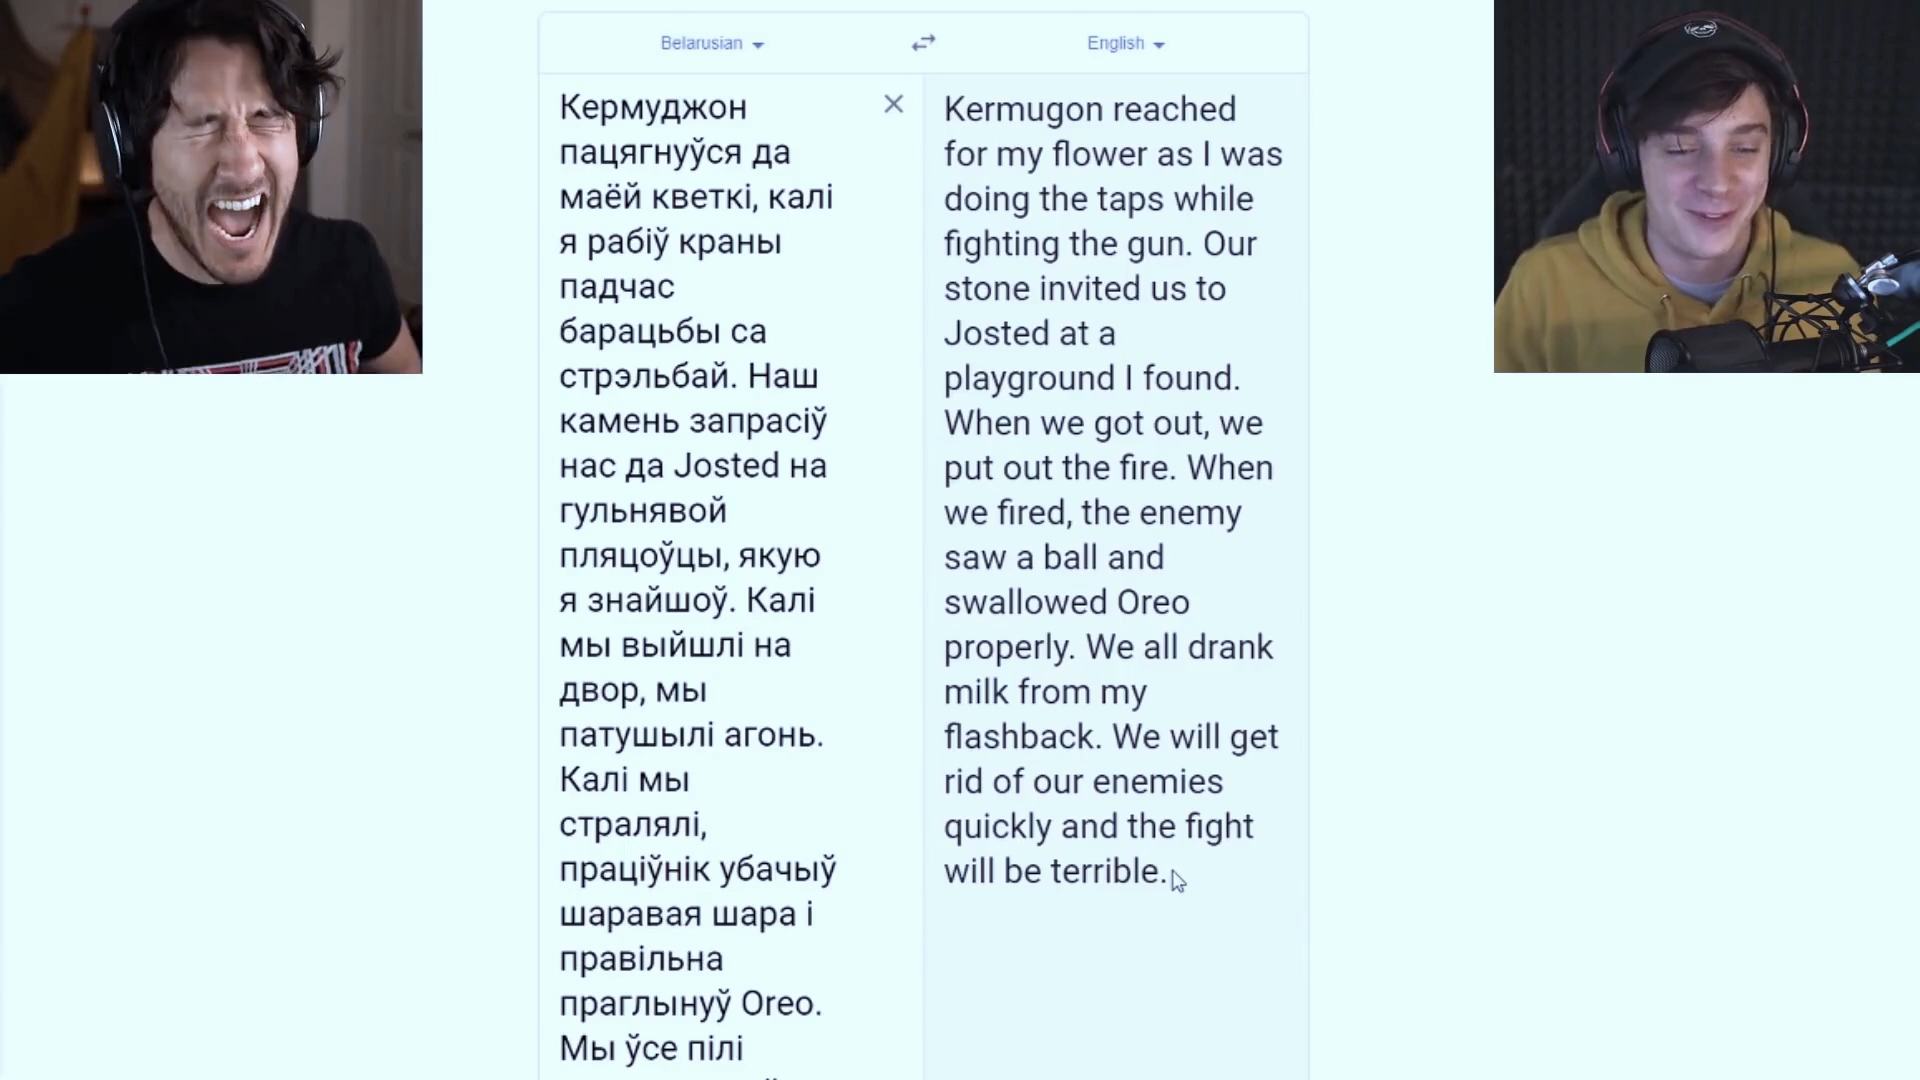 Belarusian
English
Кермуджон
пацягнуўся да
маёй кветкі, калі
я рабіў краны
падчас
барацьбы са
стрэльбай. Наш
камень запрасіў
нас да Josted на
гульнявой
пляцоўцы, якую
я знайшоў. Калі
мы выйшлі на
двор, мы
патушылі агонь.
Калі мы
стралялі,
праціўнік убачыў
шаравая шара і
правільна
праглынуў Oreo.
Мы ўсе пілі
Kermugon reached
for my flower as I was
doing the taps while
fighting the gun. Our
stone invited us to
Josted at a
playground I found.
When we got out, we
put out the fire. When
we fired, the enemy
saw a ball and
swallowed Oreo
properly. We all drank
milk from my
flashback. We will get
rid of our enemies
quickly and the fight
will be terrible.